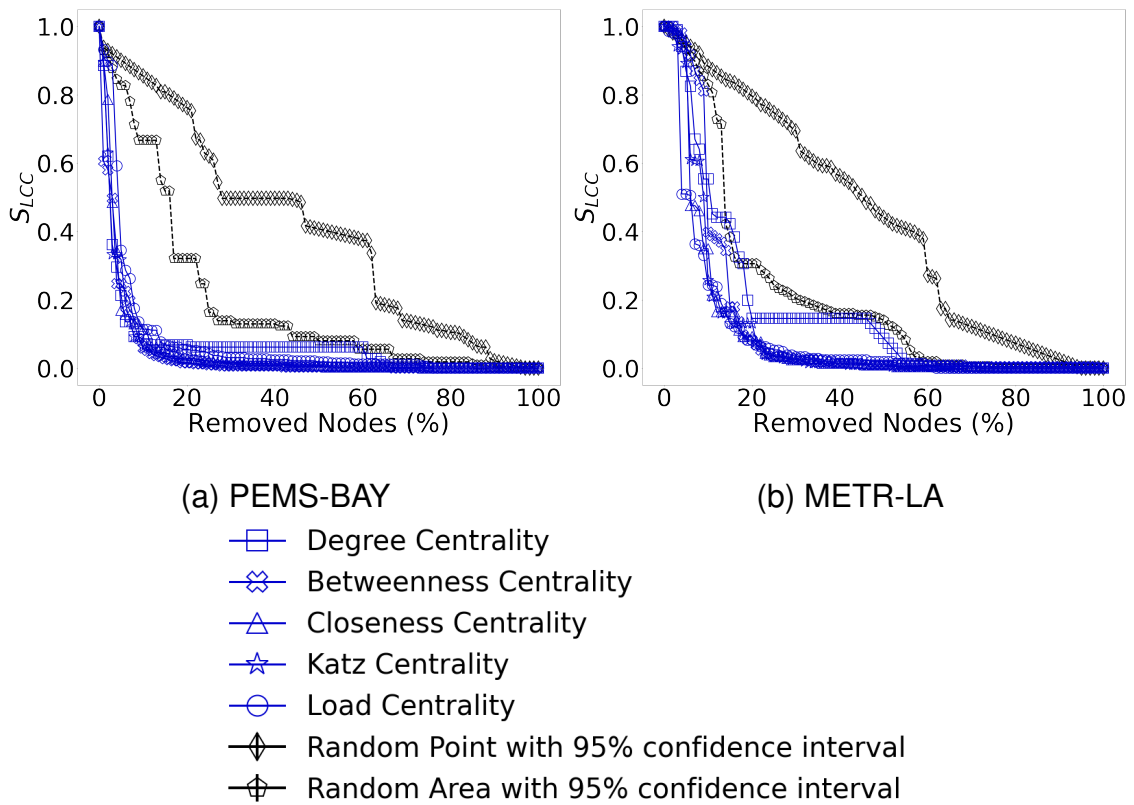 1.0
0.8
0.6
0.4
0.2
0.0
S_LCC
0 20 40 60 80 100
Removed Nodes (%)
(a) PEMS-BAY
1.0
0.8
0.6
0.4
0.2
0.0
S_LCC
0 20 40 60 80 100
Removed Nodes (%)
(b) METR-LA
Degree Centrality
Betweenness Centrality
Closeness Centrality
Katz Centrality
Load Centrality
Random Point with 95% confidence interval
Random Area with 95% confidence interval